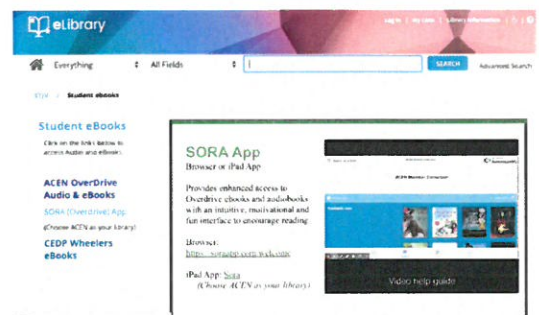 eLibrary
Log In | My Lists | Library Information
Everything
All Fields
SEARCH
Advanced Search
Student ebooks
Student eBooks
Click on the links below to
access Audio and eBooks.
ACEN OverDrive
Audio & eBooks
SORA (Overdrive) App
(Choose ACEN as your library)
CEDP Wheelers
eBooks
SORA App
Browser or iPad App
Provides enhanced access to
Overdrive ebooks and audiobooks
with an intuitive, motivational and
fun interface to encourage reading
Browser:
https://soraapp.com/welcome
iPad App: Sora
(Choose ACEN as your library)
Video help guide